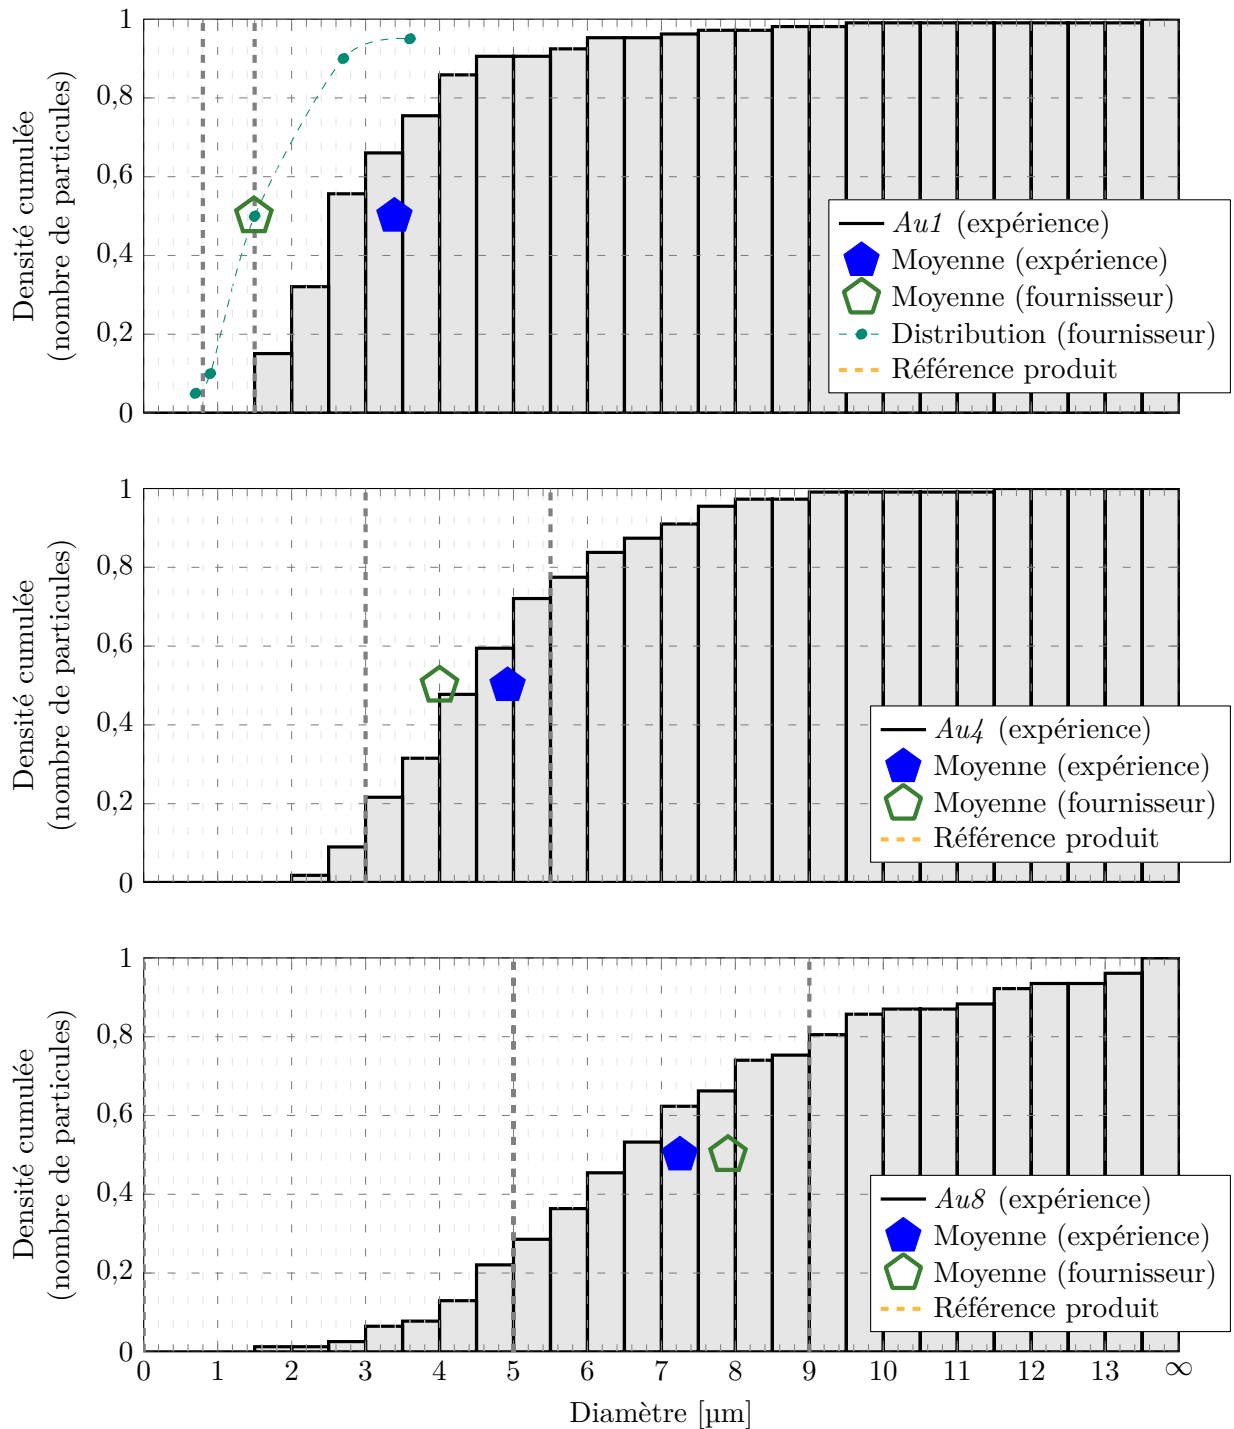 Densité cumulée
(nombre de particules)
1
0,8
0,6
0,4
0,2
0
Au1 (expérience)
Moyenne (expérience)
Moyenne (fournisseur)
Distribution (fournisseur)
Référence produit
Densité cumulée
(nombre de particules)
1
0,8
0,6
0,4
0,2
0
Au4 (expérience)
Moyenne (expérience)
Moyenne (fournisseur)
Référence produit
Densité cumulée
(nombre de particules)
1
0,8
0,6
0,4
0,2
0
Au8 (expérience)
Moyenne (expérience)
Moyenne (fournisseur)
Référence produit
0 1 2 3 4 5 6 7 8 9 10 11 12 13 ∞
Diamètre [µm]